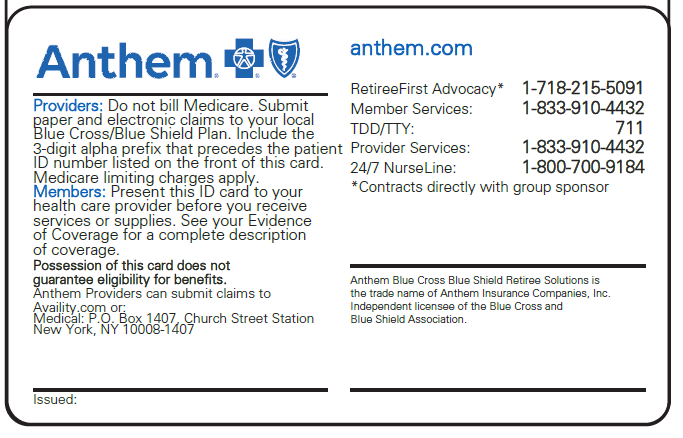 Anthem
anthem.com
Providers: Do not bill Medicare. Submit
paper and electronic claims to your local
Blue Cross/Blue Shield Plan. Include the
3-digit alpha prefix that precedes the patient
ID number listed on the front of this card.
Medicare limiting charges apply.
Members: Present this ID card to your
health care provider before you receive
services or supplies. See your Evidence
of Coverage for a complete description
of coverage.
Possession of this card does not
guarantee eligibility for benefits.
Anthem Providers can submit claims to
Availity.com or:
Medical: P.O. Box 1407, Church Street Station
New York, NY 10008-1407
Issued:
RetireeFirst Advocacy* 1-718-215-5091
Member Services: 1-833-910-4432
TDD/TTY: 711
Provider Services: 1-833-910-4432
24/7 NurseLine: 1-800-700-9184
*Contracts directly with group sponsor
Anthem Blue Cross Blue Shield Retiree Solutions is
the trade name of Anthem Insurance Companies, Inc.
Independent licensee of the Blue Cross and
Blue Shield Association.